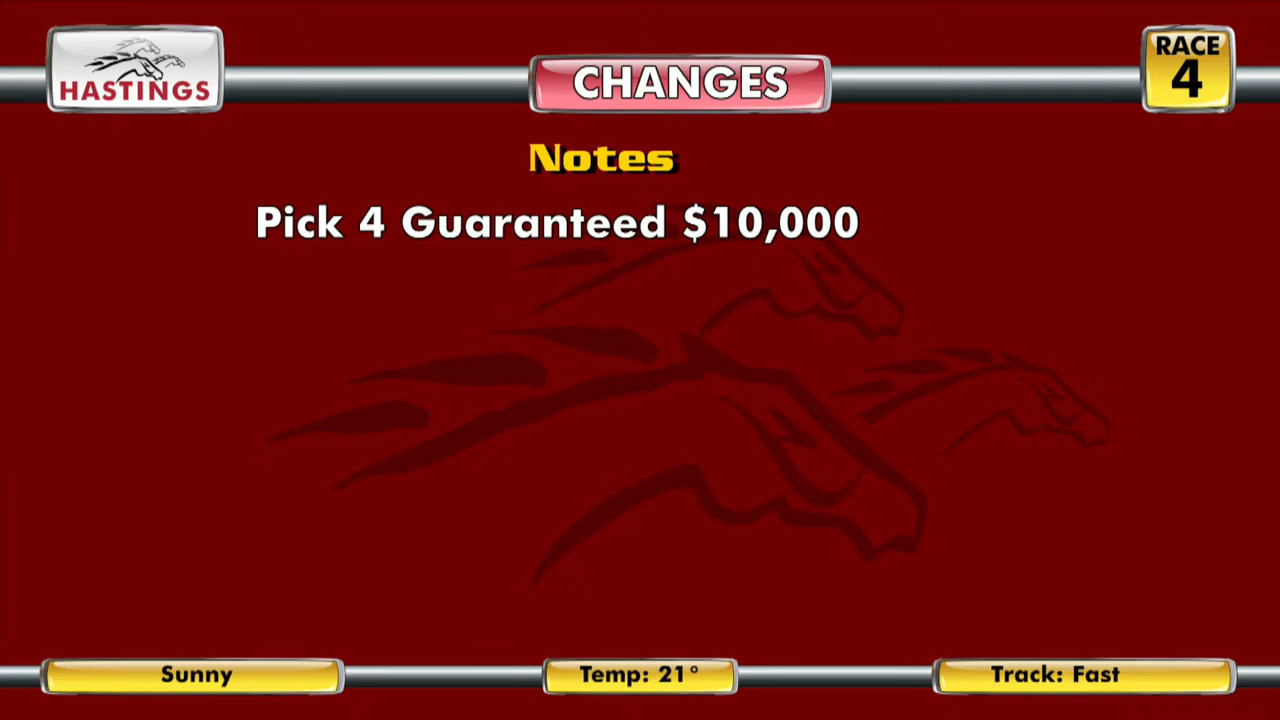 HASTINGS
CHANGES
RACE
4
Notes
Pick 4 Guaranteed $10,000
Sunny
Temp: 21°
Track: Fast